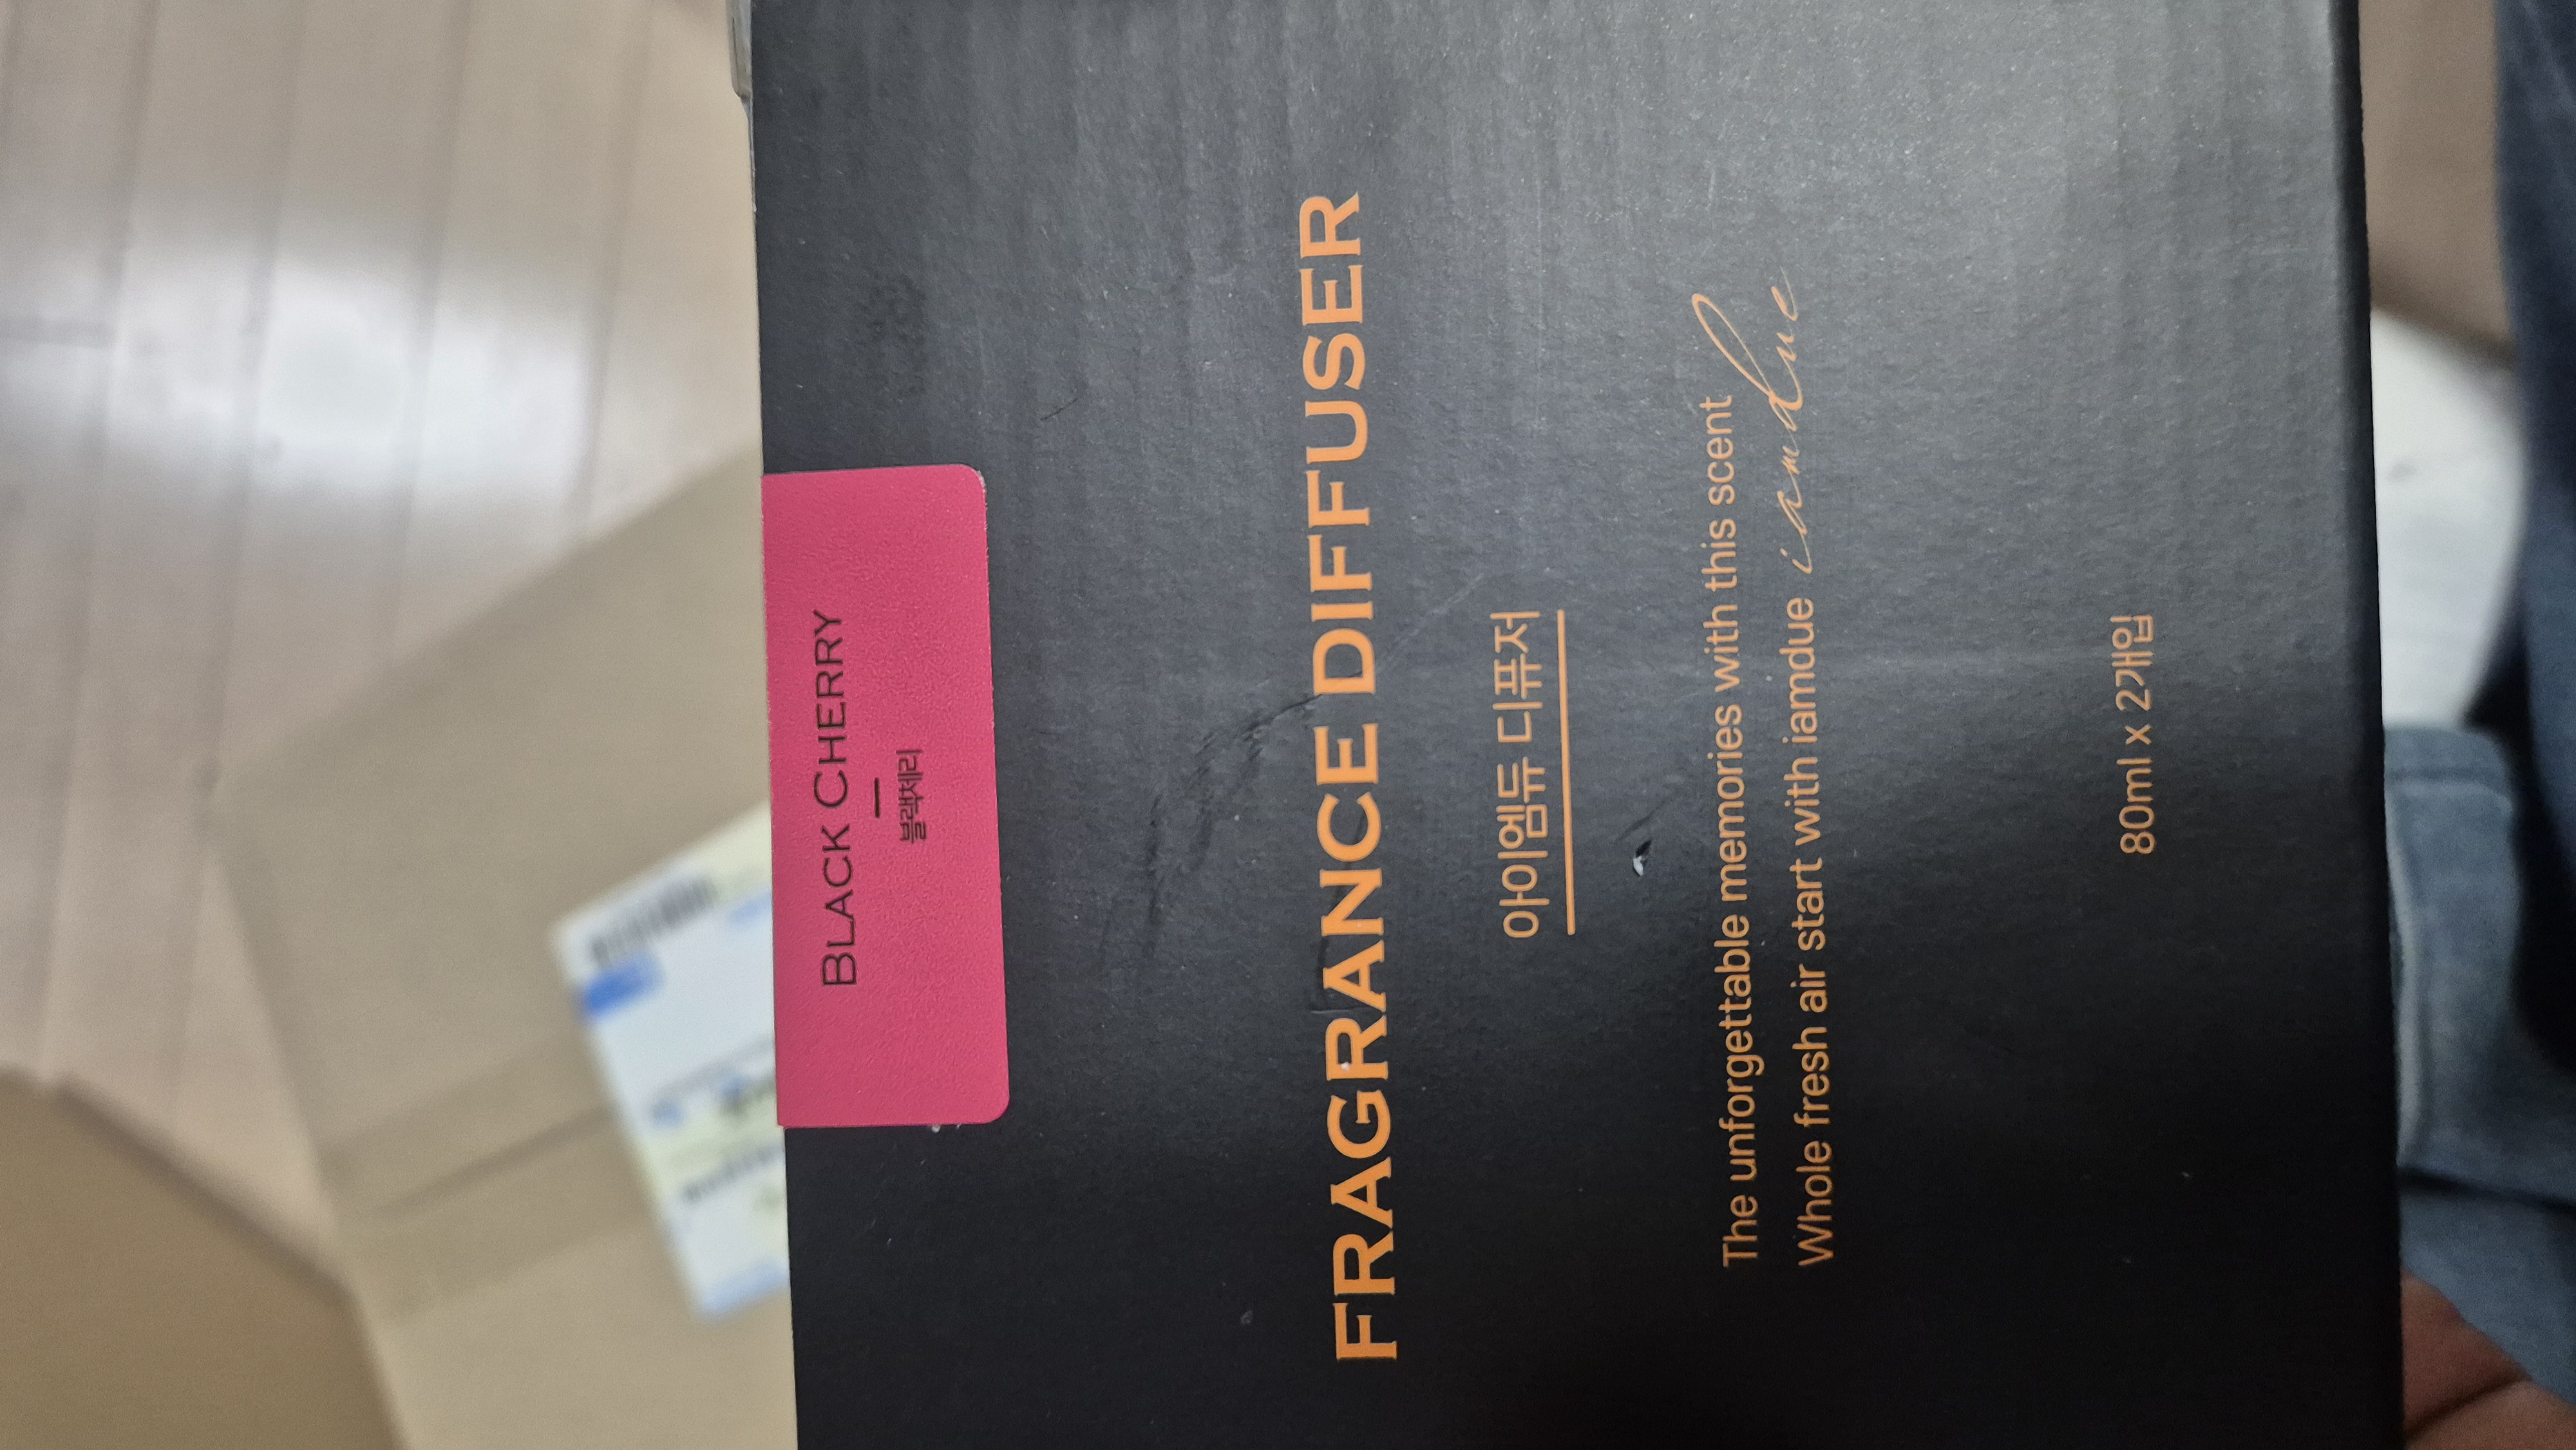 BLACK CHERRY
블랙체리
FRAGRANCE DIFFUSER
아이엠듀 디퓨저
The unforgettable memories with this scent
Whole fresh air start with iamdue iamdue
80ml x 2개입